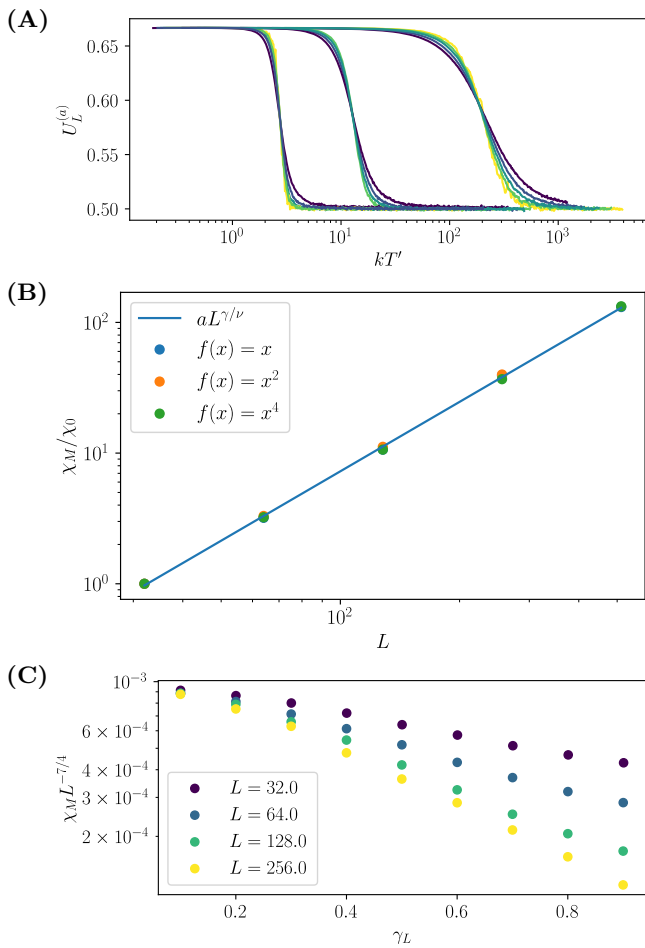 (A)
0.65
0.60
0.55
0.50
U_L^{(a)}
10^0
10^1
10^2
10^3
kT′
(B)
aL^{γ/ν}
f(x) = x
f(x) = x^2
f(x) = x^4
10^2
10^1
10^0
χ_M/χ_0
10^2
L
(C)
10^{−3}
6 × 10^{−4}
4 × 10^{−4}
3 × 10^{−4}
2 × 10^{−4}
χ_M L^{−7/4}
L = 32.0
L = 64.0
L = 128.0
L = 256.0
0.2
0.4
0.6
0.8
γ_L